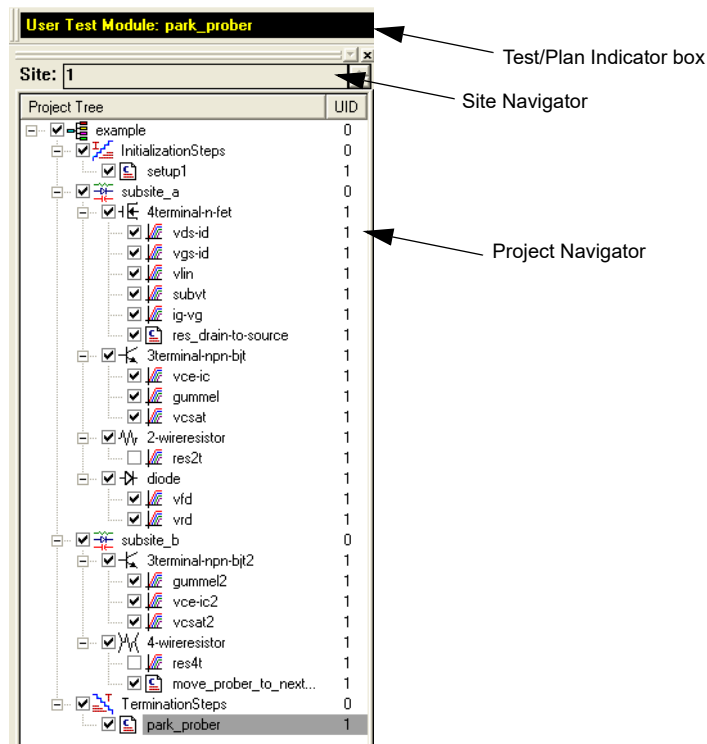 User Test Module: park_prober
Test/Plan Indicator box
Site: 1
Site Navigator
Project Tree UID
example 0
InitializationSteps 0
setup1 1
subsite_a 0
4terminal-n-fet 1
vds-id 1
vgs-id 1
Project Navigator
vlin 1
subvt 1
ig-vg 1
res_drain-to-source 1
3terminal-npn-bjt 1
vce-ic 1
gummel 1
vcsat 1
2-wireresistor 1
res2t 1
diode 1
vfd 1
vrd 1
subsite_b 0
3terminal-npn-bjt2 1
gummel2 1
vce-ic2 1
vcsat2 1
4-wireresistor 1
res4t 1
move_prober_to_next... 1
TerminationSteps 0
park_prober 1